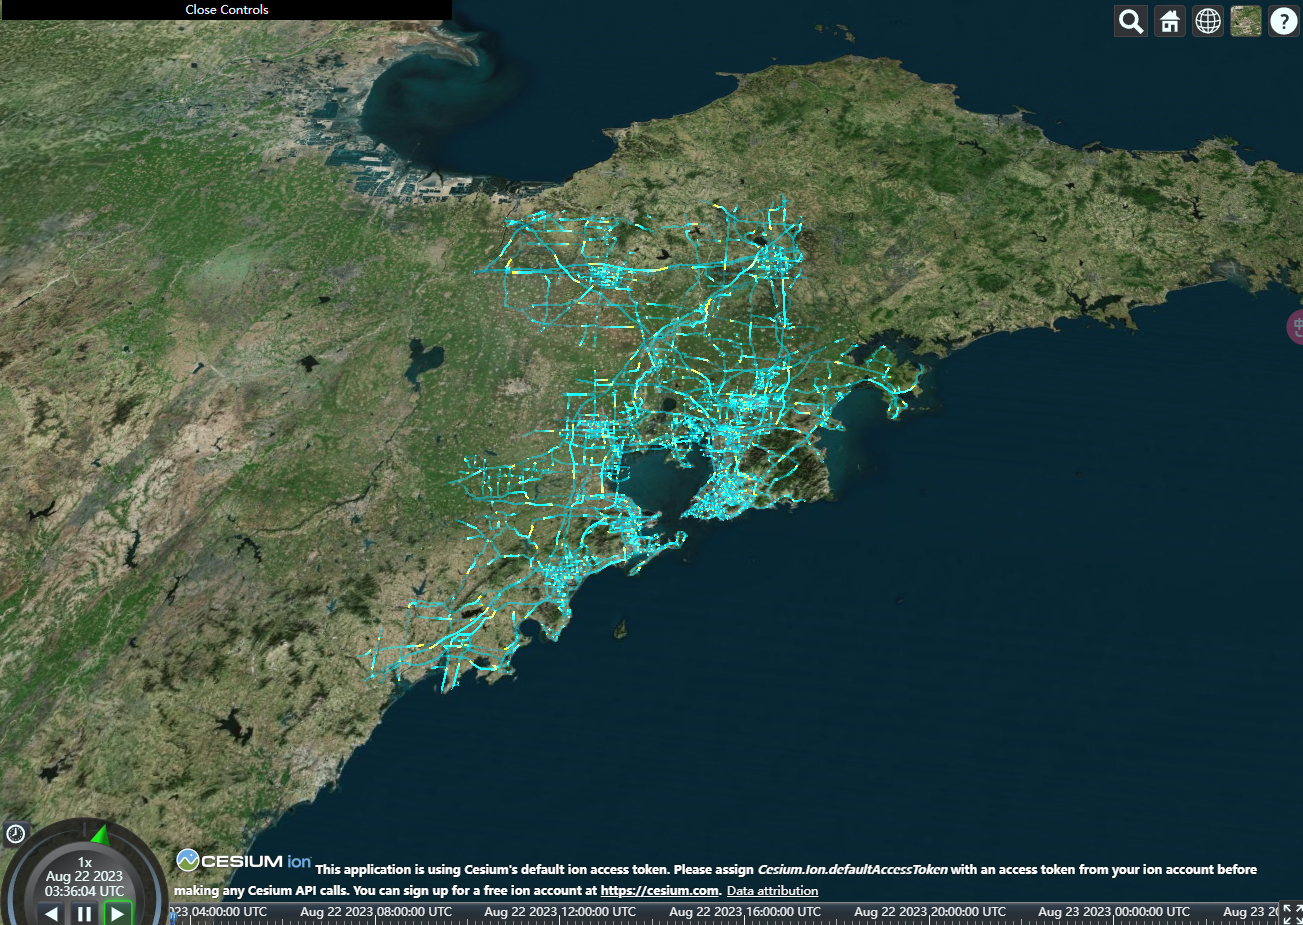 Close Controls
?
中
1x
Aug 22 2023
03:36:04 UTC
CESIUM ion
This application is using Cesium's default ion access token. Please assign Cesium.Ion.defaultAccessToken with an access token from your ion account before
making any Cesium API calls. You can sign up for a free ion account at https://cesium.com. Data attribution
023 04:00:00 UTC Aug 22 2023 08:00:00 UTC Aug 22 2023 12:00:00 UTC Aug 22 2023 16:00:00 UTC Aug 22 2023 20:00:00 UTC Aug 23 2023 00:00:00 UTC Aug 23 20